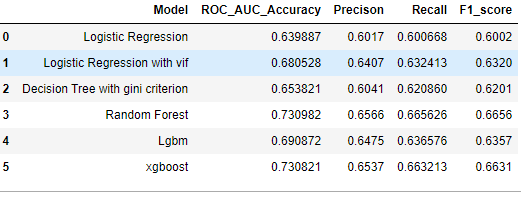 Model ROC_AUC_Accuracy Precison Recall F1_score
0 Logistic Regression 0.639887 0.6017 0.600668 0.6002
1 Logistic Regression with vif 0.680528 0.6407 0.632413 0.6320
2 Decision Tree with gini criterion 0.653821 0.6041 0.620860 0.6201
3 Random Forest 0.730982 0.6566 0.665626 0.6656
4 Lgbm 0.690872 0.6475 0.636576 0.6357
5 xgboost 0.730821 0.6537 0.663213 0.6631